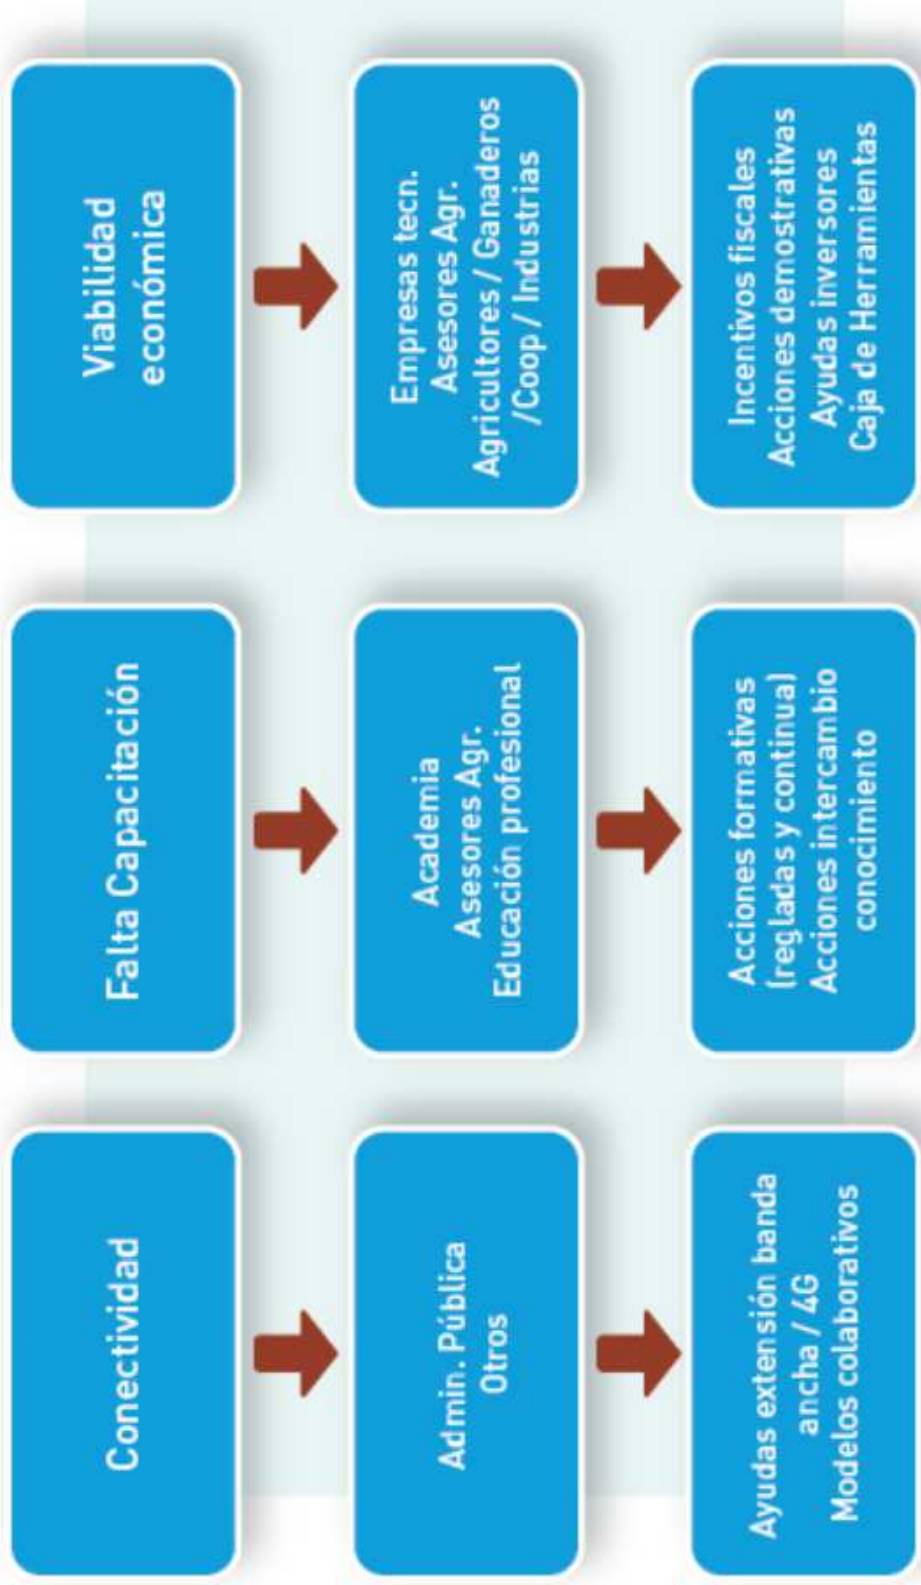 Conectividad
Admin. Pública
Otros
Ayudas extensión banda
ancha / 4G
Modelos colaborativos
Falta Capacitación
Academia
Asesores Agr.
Educación profesional
Acciones formativas
(regladas y continua)
Acciones intercambio
conocimiento
Viabilidad
económica
Empresas tecn.
Asesores Agr.
Agricultores / Ganaderos
/Coop / Industrias
Incentivos fiscales
Acciones demostrativas
Ayudas inversores
Caja de Herramientas